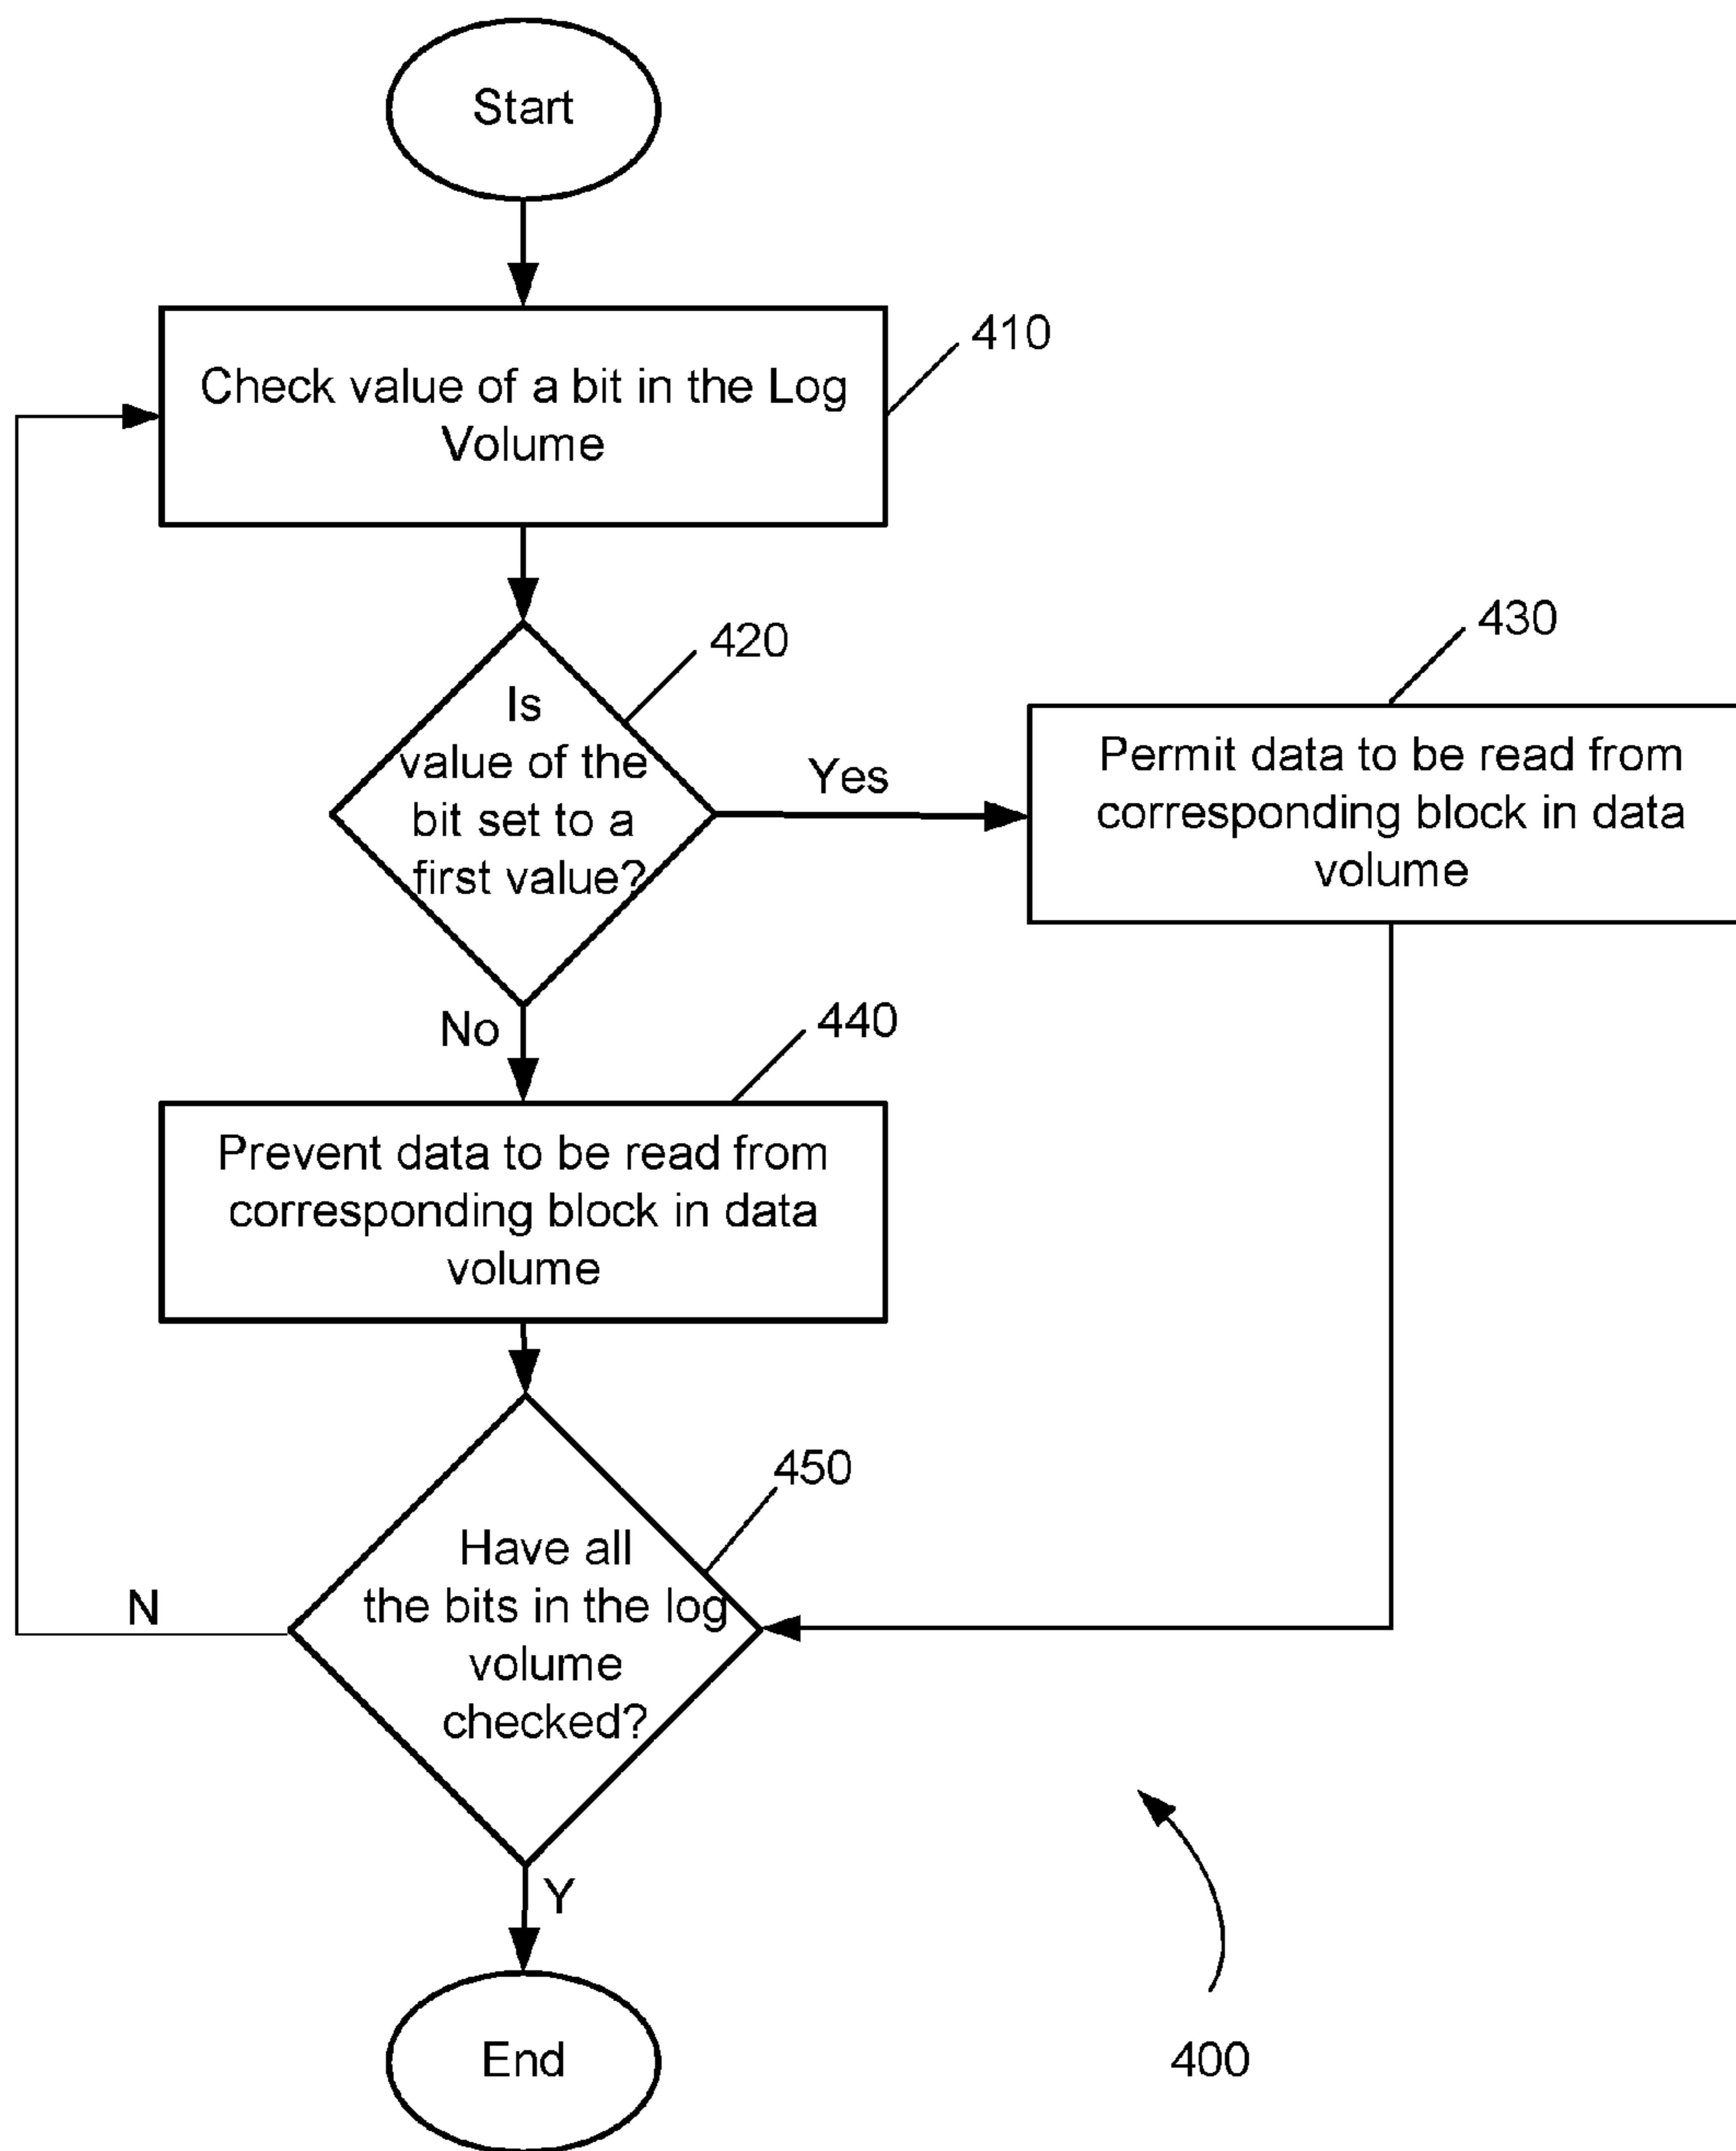 Start
Check value of a bit in the Log
Volume
410
Is
value of the
bit set to a
first value?
420
Yes
Permit data to be read from
corresponding block in data
volume
430
No
Prevent data to be read from
corresponding block in data
volume
440
Have all
the bits in the log
volume
checked?
450
N
Y
End
400